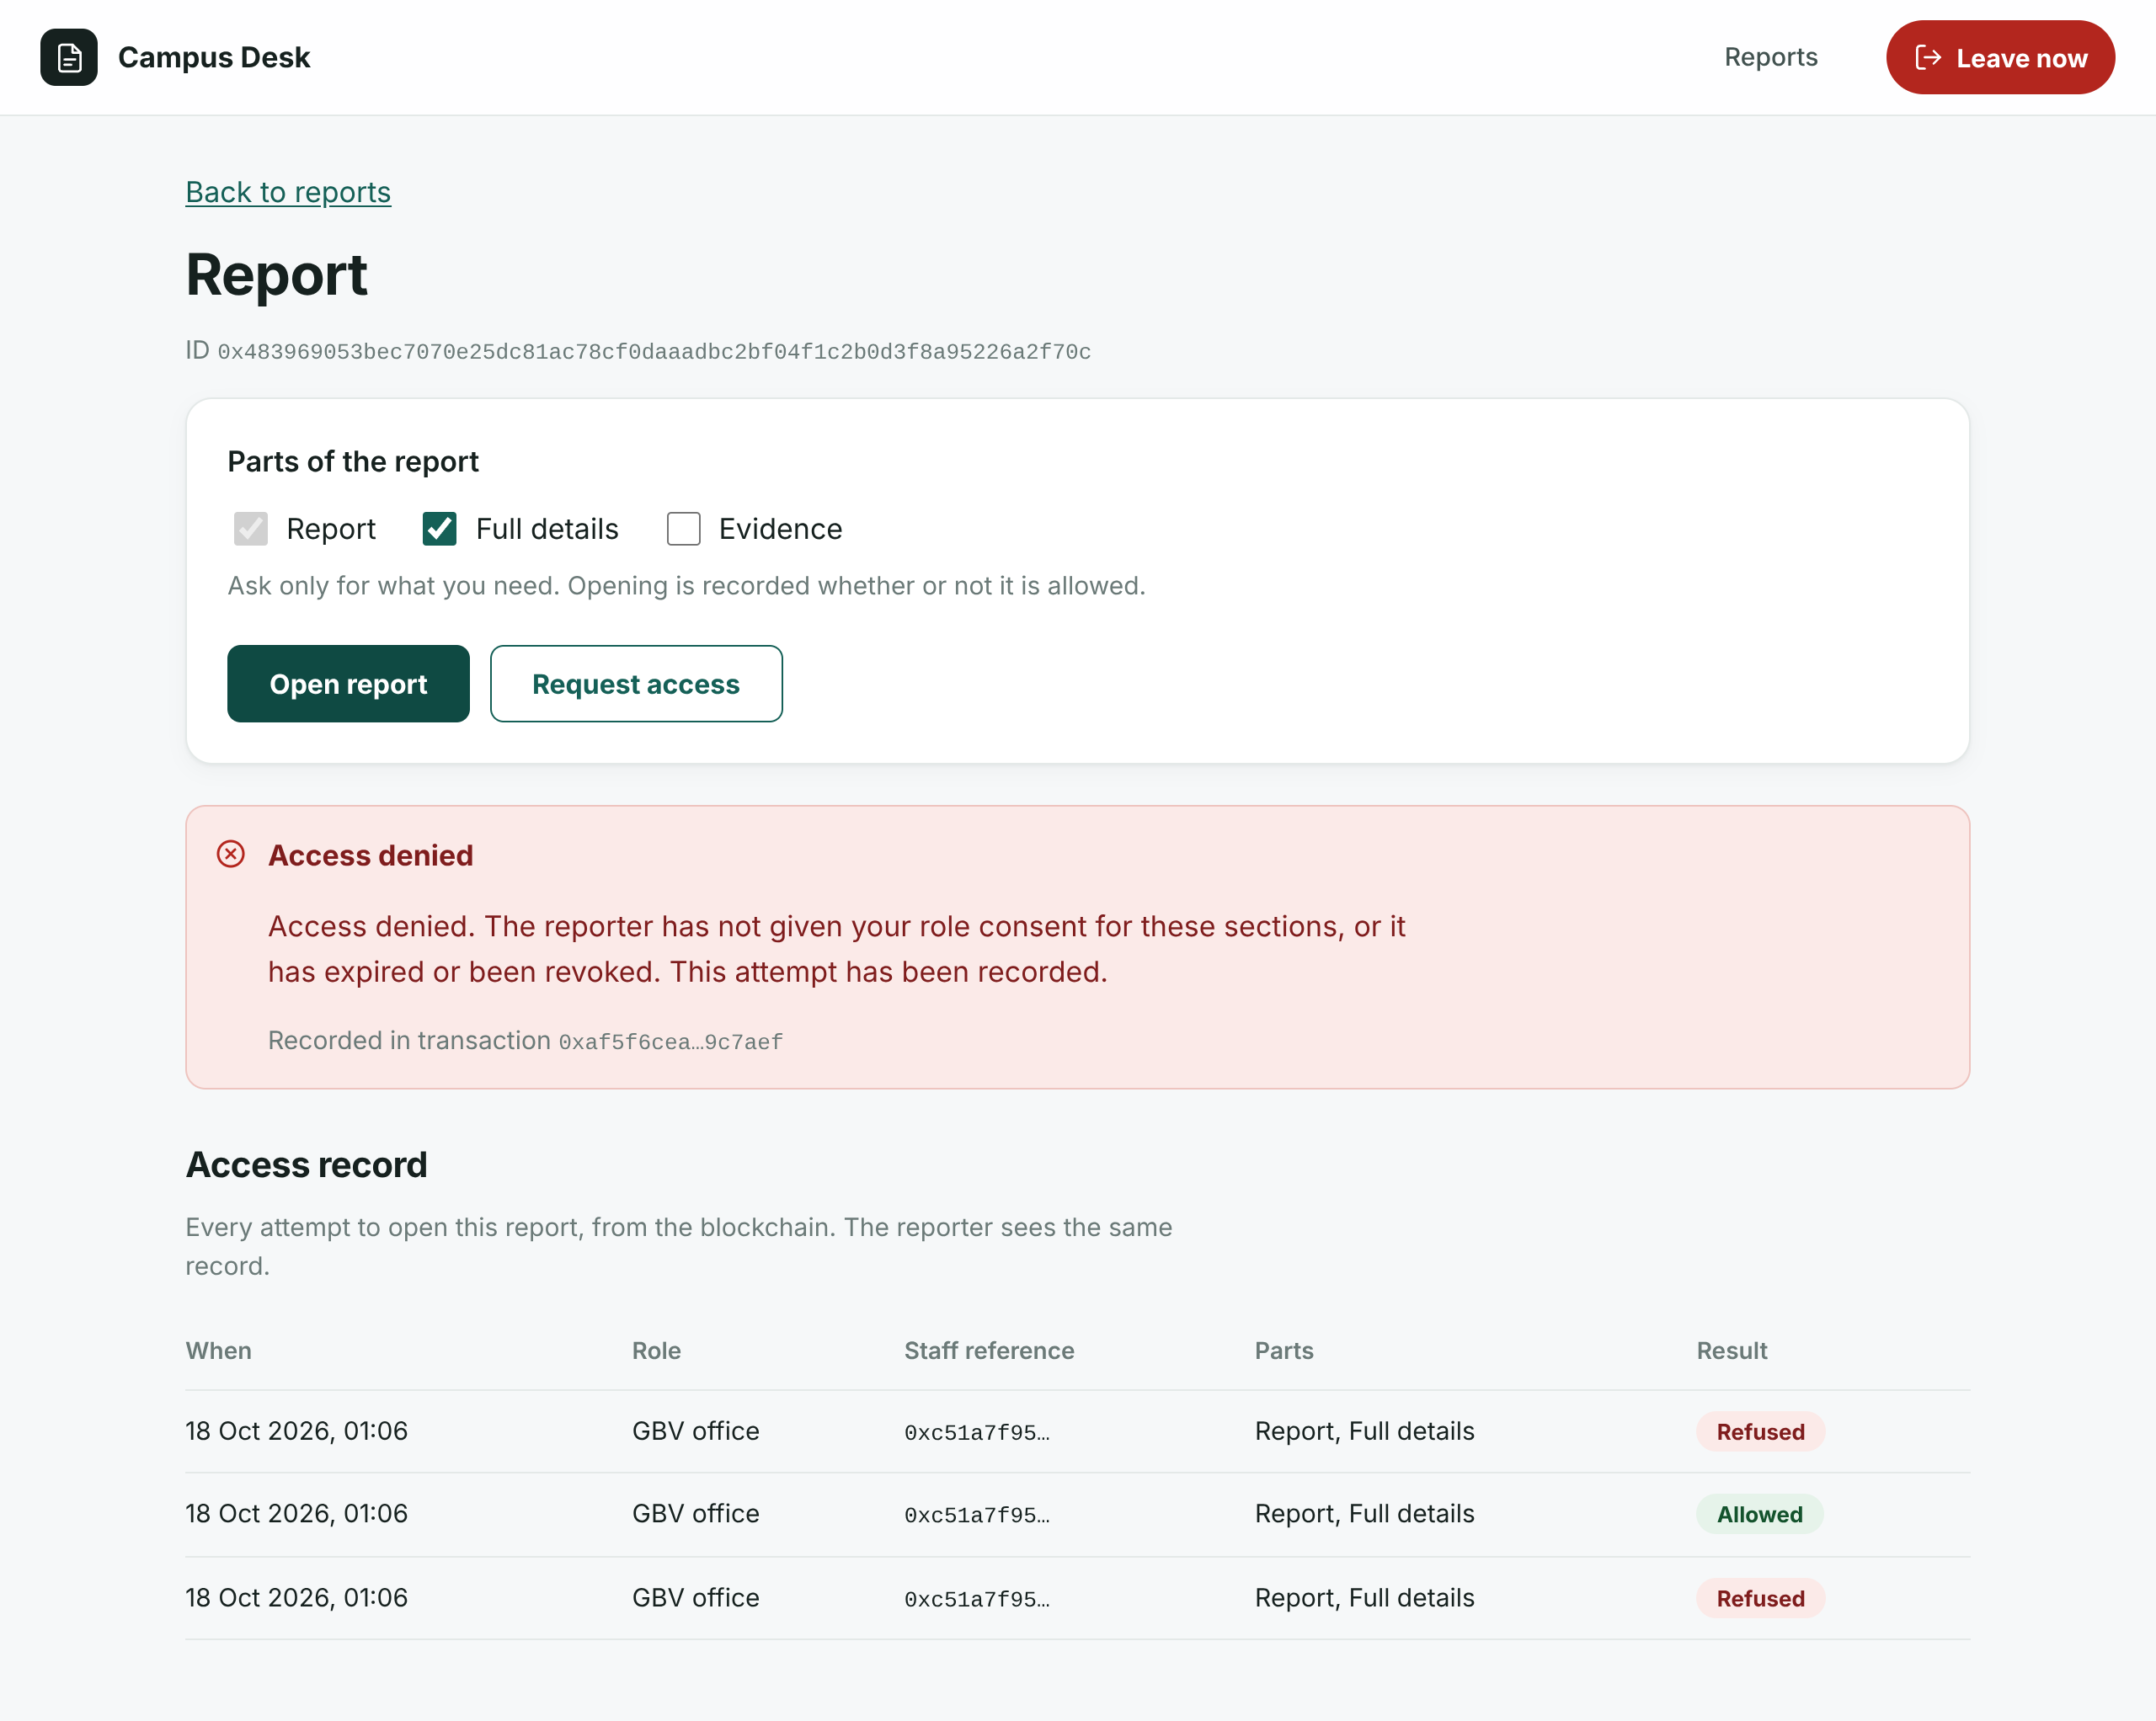 Campus Desk
Reports
Leave now
Back to reports
Report
ID 0x483969053bec7070e25dc81ac78cf0daaadbc2bf04f1c2b0d3f8a95226a2f70c
Parts of the report
Report
Full details
Evidence
Ask only for what you need. Opening is recorded whether or not it is allowed.
Open report
Request access
Access denied
Access denied. The reporter has not given your role consent for these sections, or it
has expired or been revoked. This attempt has been recorded.
Recorded in transaction 0xaf5f6cea…9c7aef
Access record
Every attempt to open this report, from the blockchain. The reporter sees the same
record.
When Role Staff reference Parts Result
18 Oct 2026, 01:06 GBV office 0xc51a7f95… Report, Full details Refused
18 Oct 2026, 01:06 GBV office 0xc51a7f95… Report, Full details Allowed
18 Oct 2026, 01:06 GBV office 0xc51a7f95… Report, Full details Refused